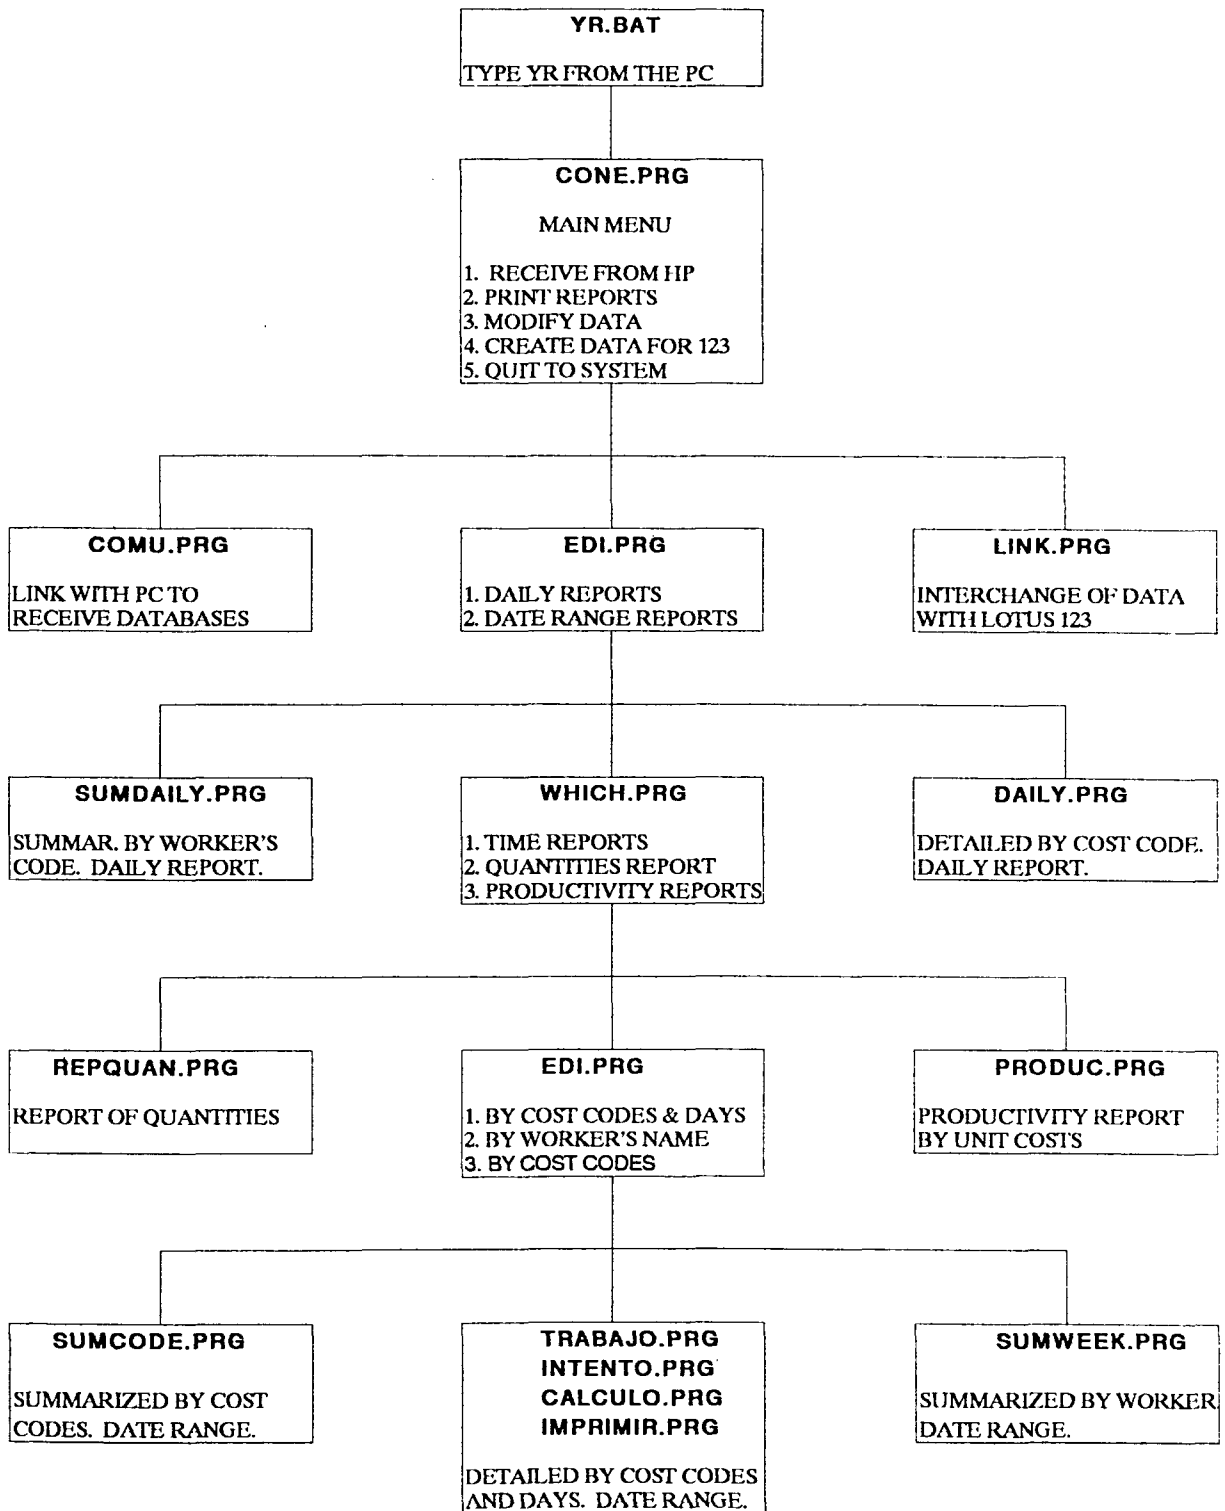 YR.BAT
TYPE YR FROM THE PC
CONE.PRG
MAIN MENU
1. RECEIVE FROM HP
2. PRINT REPORTS
3. MODIFY DATA
4. CREATE DATA FOR 123
5. QUIT TO SYSTEM
COMU.PRG
LINK WITH PC TO
RECEIVE DATABASES
EDI.PRG
1. DAILY REPORTS
2. DATE RANGE REPORTS
LINK.PRG
INTERCHANGE OF DATA
WITH LOTUS 123
SUMDAILY.PRG
SUMMAR. BY WORKER'S
CODE. DAILY REPORT.
WHICH.PRG
1. TIME REPORTS
2. QUANTITIES REPORT
3. PRODUCTIVITY REPORTS
DAILY.PRG
DETAILED BY COST CODE.
DAILY REPORT.
REPQUAN.PRG
REPORT OF QUANTITIES
EDI.PRG
1. BY COST CODES & DAYS
2. BY WORKER'S NAME
3. BY COST CODES
PRODUC.PRG
PRODUCTIVITY REPORT
BY UNIT COSTS
SUMCODE.PRG
SUMMARIZED BY COST
CODES. DATE RANGE.
TRABAJO.PRG
INTENTO.PRG
CALCULO.PRG
IMPRIMIR.PRG
DETAILED BY COST CODES
AND DAYS. DATE RANGE.
SUMWEEK.PRG
SUMMARIZED BY WORKER.
DATE RANGE.